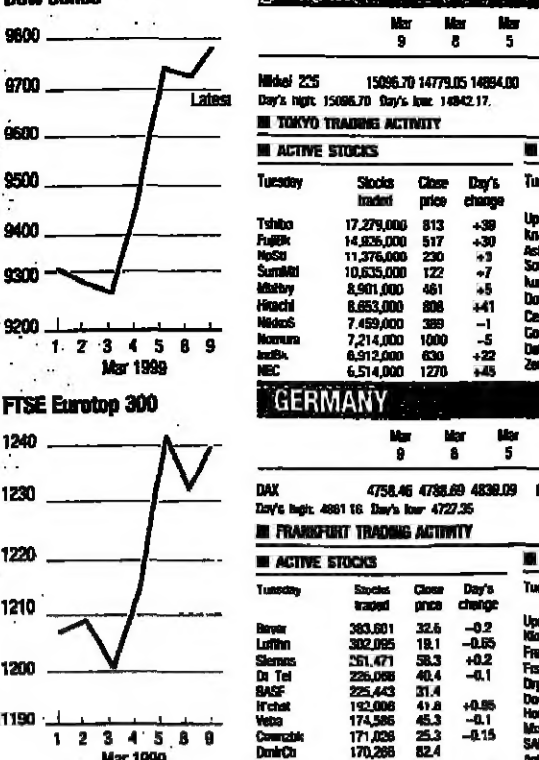 9800
9700
Latest
9600
9500
9400
9300
9200
1 2 3 4 5 8 9
Mar 1999
FTSE Eurotop 300
1240
1230
1220
1210
1200
1190
1 2 3 4 5 8 9
Mar 1999
Mar Mar Mar
9 8 5
Nikkei 225 15096.70 14779.05 14894.00
Day's high: 15096.70 Day's low: 14842.17.
TOKYO TRADING ACTIVITY
ACTIVE STOCKS
Tuesday Stocks Close Day's
traded price change
Tshiba 17,279,000 813 +39
FujiBk 14,926,000 517 +30
NpStl 11,376,000 230 +3
SumMtl 10,635,000 122 +7
8,901,000 461 +5
Hitachi 8,653,000 808 +41
NikkoS 7,459,000 389 -1
Nomura 7,214,000 1000 -5
IndBk 6,912,000 630 +22
NEC 6,514,000 1270 +45
GERMANY
Mar Mar Mar
9 8 5
DAX 4758.46 4788.69 4839.09
Day's high: 4861.16 Day's low: 4727.35
FRANKFURT TRADING ACTIVITY
ACTIVE STOCKS
Tuesday Stocks Close Day's
traded price change
Bayer 383,601 32.6 -0.2
Lufthn 302,095 19.1 -0.65
Siemns 261,471 58.3 +0.2
Di Tel 226,068 40.4 -0.1
BASF 225,443 31.4
H'chst 192,008 41.8 +0.95
Veba 174,586 45.3 -0.1
Cmmzbk 171,026 25.3 -0.15
DmlrCh 170,266 82.4